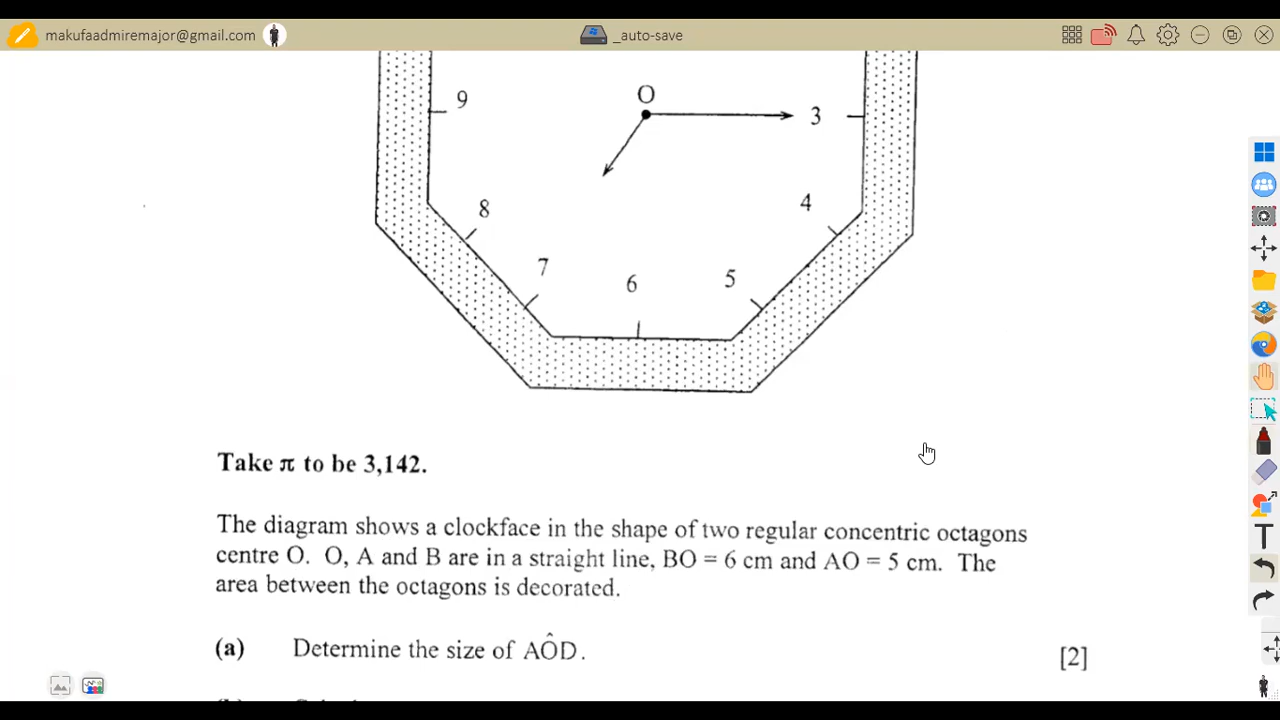 makufaadmiremajor@gmail.com
_auto-save
O
9
3
8
4
7
6
5
Take π to be 3,142.
The diagram shows a clockface in the shape of two regular concentric octagons
centre O. O, A and B are in a straight line, BO = 6 cm and AO = 5 cm. The
area between the octagons is decorated.
(a) Determine the size of AÔD. [2]